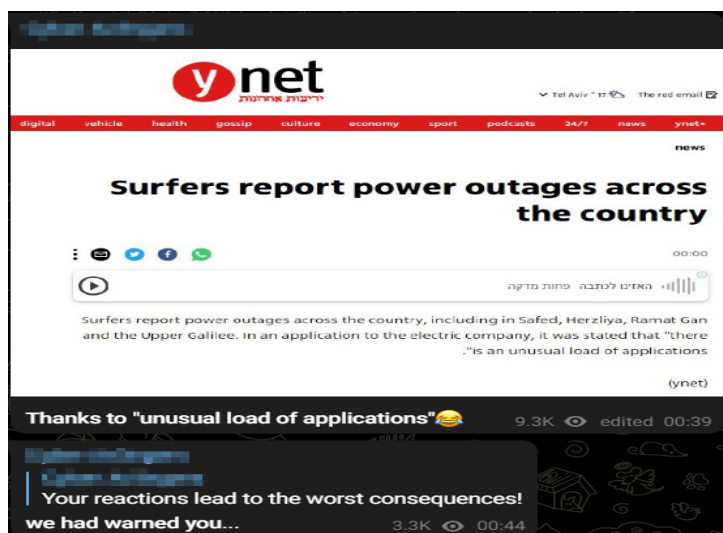 ynet
ידיעות אחרונות
Tel Aviv ° 17
The red email
digital vehicle health gossip culture economy sport podcasts 24/7 news ynet+
news
Surfers report power outages across
the country
00:00
האזינו לכתבה פחות מדקה
Surfers report power outages across the country, including in Safed, Herzliya, Ramat Gan
and the Upper Galilee. In an application to the electric company, it was stated that "there
."is an unusual load of applications
(ynet)
Thanks to "unusual load of applications"😂
9.3K edited 00:39
Your reactions lead to the worst consequences!
we had warned you...
3.3K 00:44